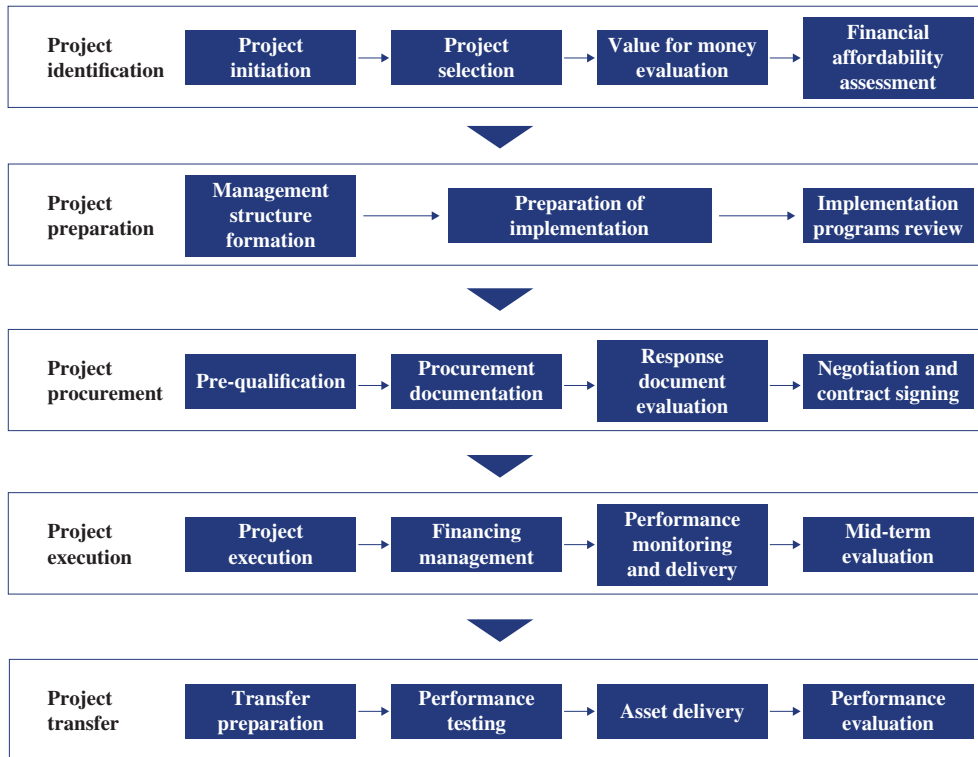 Project
identification
Project
initiation
Project
selection
Value for money
evaluation
Financial
affordability
assessment
Project
preparation
Management
structure
formation
Preparation of
implementation
Implementation
programs review
Project
procurement
Pre-qualification
Procurement
documentation
Response
document
evaluation
Negotiation and
contract signing
Project
execution
Project
execution
Financing
management
Performance
monitoring
and delivery
Mid-term
evaluation
Project
transfer
Transfer
preparation
Performance
testing
Asset delivery
Performance
evaluation